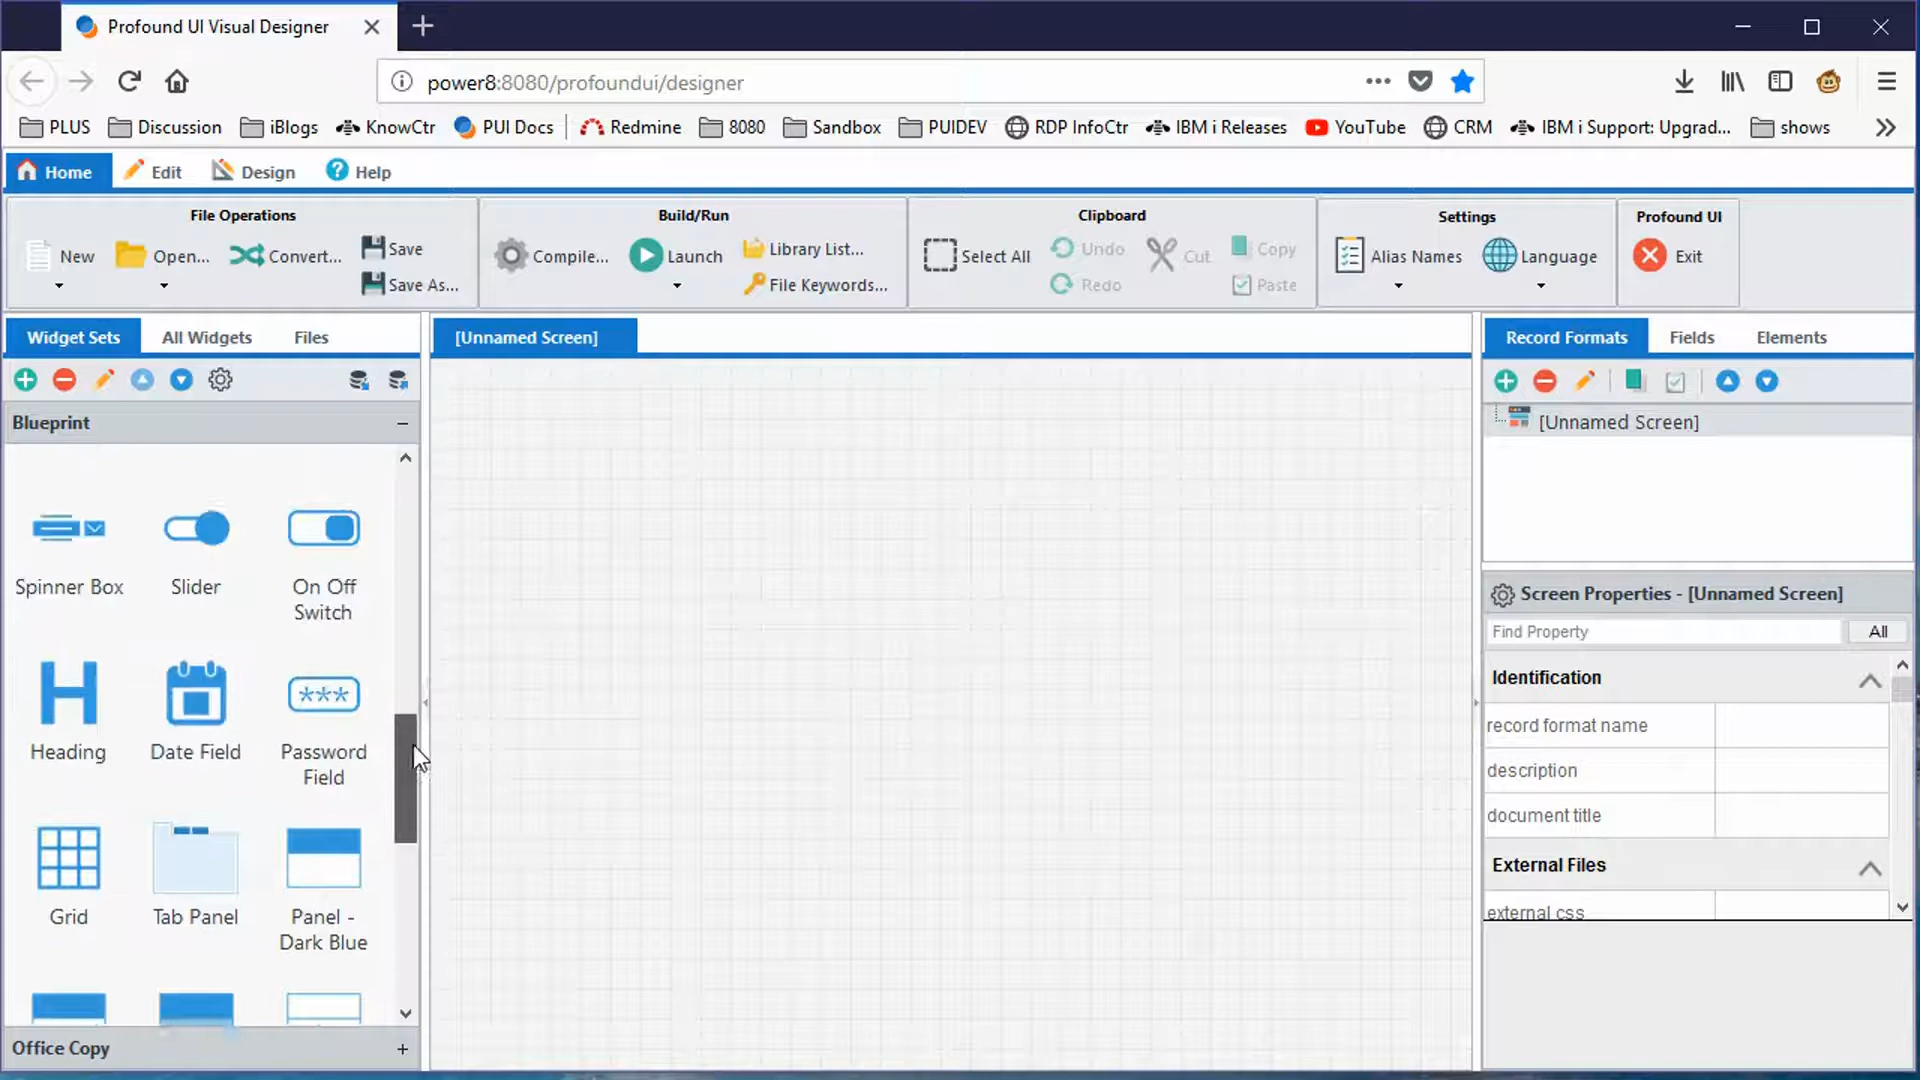 Profound UI Visual Designer
power8:8080/profoundui/designer
PLUS Discussion iBlogs KnowCtr PUI Docs Redmine 8080 Sandbox PUIDEV RDP InfoCtr IBM i Releases YouTube CRM IBM i Support: Upgrad... shows
Home Edit Design Help
File Operations Build/Run Clipboard Settings Profound UI
New Open... Convert... Save Compile... Launch Library List... Select All Undo Cut Copy Alias Names Language Exit
Save As... File Keywords... Redo Paste
Widget Sets All Widgets Files [Unnamed Screen] Record Formats Fields Elements
Blueprint
[Unnamed Screen]
Spinner Box Slider On Off
Switch
Screen Properties - [Unnamed Screen]
Find Property All
Identification
record format name
description
document title
External Files
external css
H
Heading Date Field *** Password
Field
Grid Tab Panel Panel -
Dark Blue
Office Copy